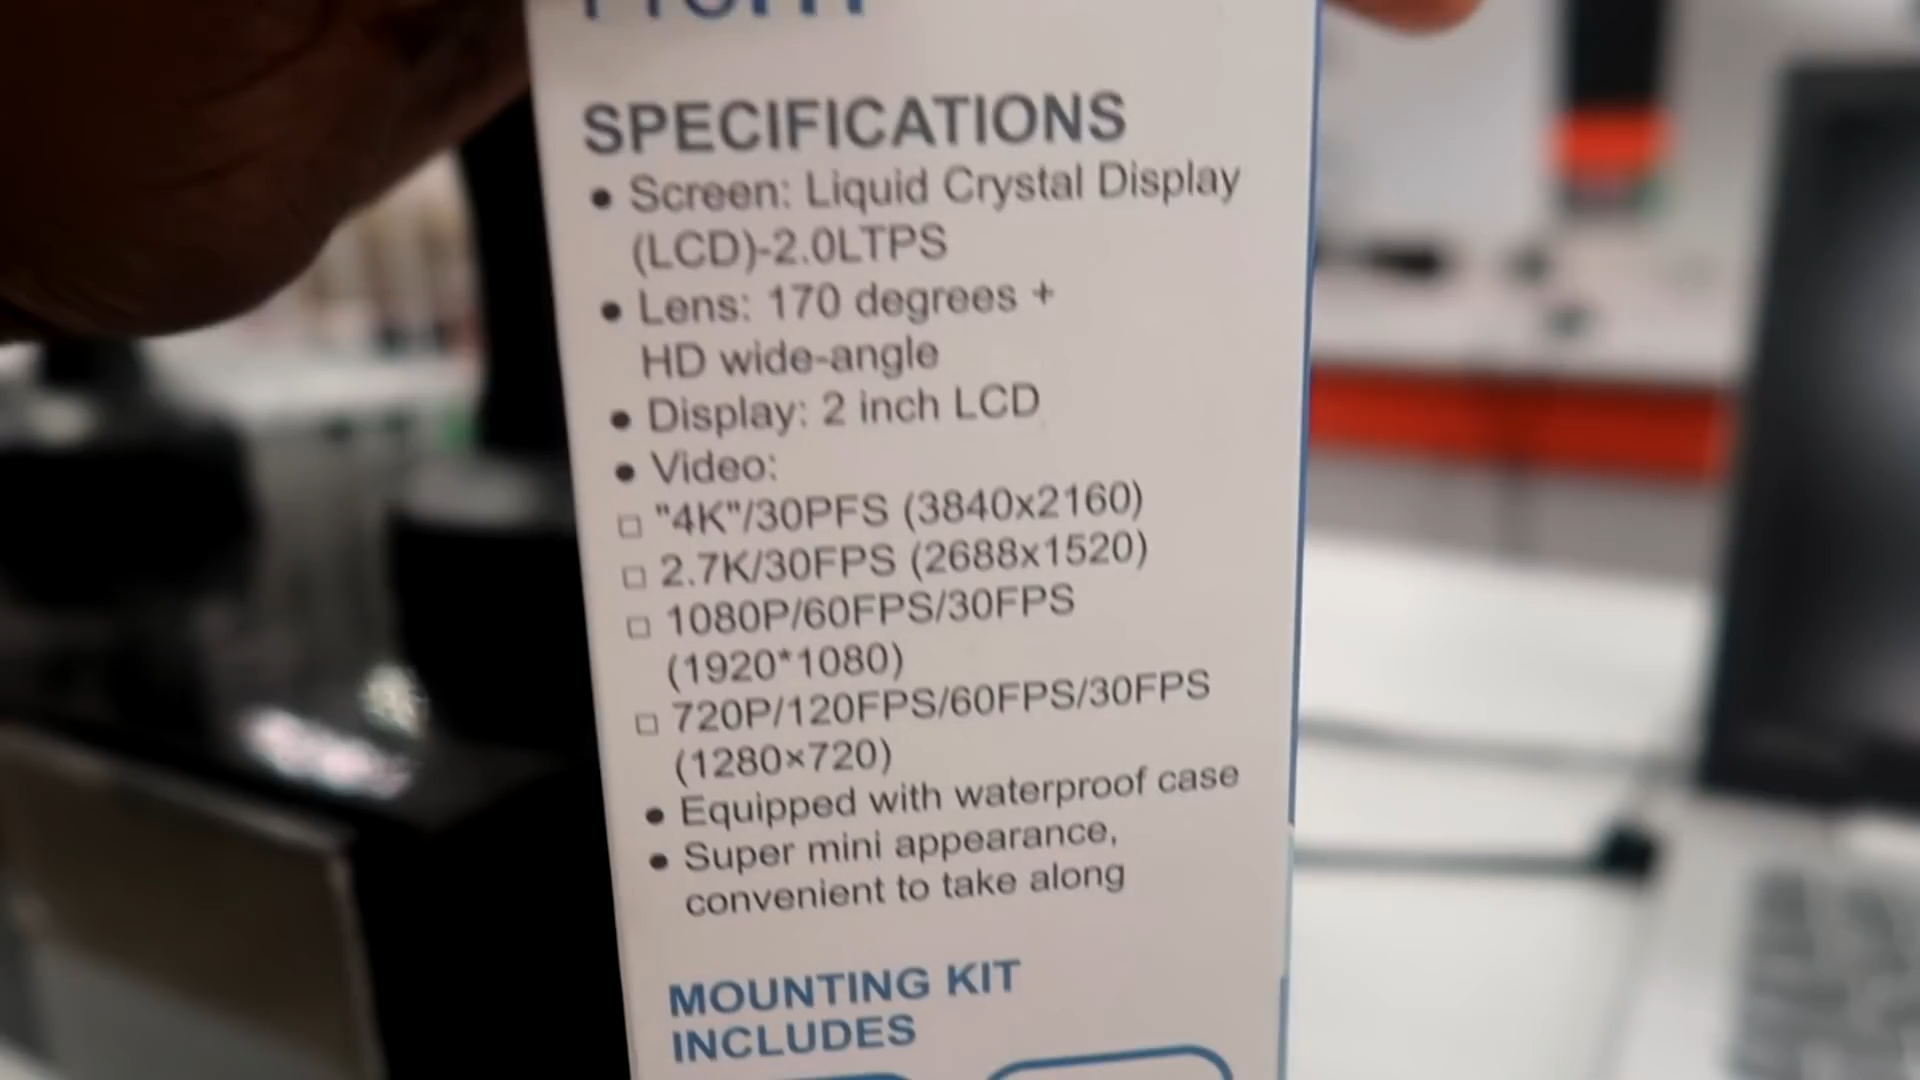 SPECIFICATIONS
• Screen: Liquid Crystal Display
(LCD)-2.0LTPS
• Lens: 170 degrees +
HD wide-angle
• Display: 2 inch LCD
• Video:
□ "4K"/30PFS (3840x2160)
□ 2.7K/30FPS (2688x1520)
□ 1080P/60FPS/30FPS
(1920*1080)
□ 720P/120FPS/60FPS/30FPS
(1280×720)
• Equipped with waterproof case
• Super mini appearance,
convenient to take along
MOUNTING KIT
INCLUDES